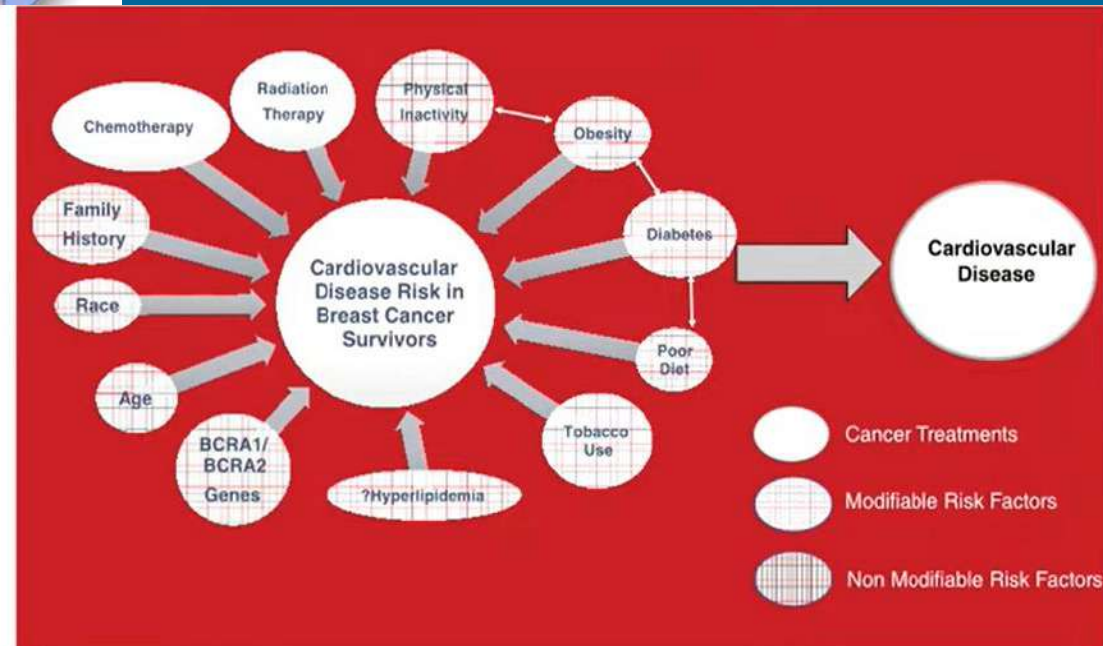 Radiation
Therapy
Physical
Inactivity
Chemotherapy
Obesity
Family
History
Diabetes
Cardiovascular
Disease Risk in
Breast Cancer
Survivors
Cardiovascular
Disease
Race
Poor
Diet
Age
Tobacco
Use
BCRA1/
BCRA2
Genes
?Hyperlipidemia
Cancer Treatments
Modifiable Risk Factors
Non Modifiable Risk Factors